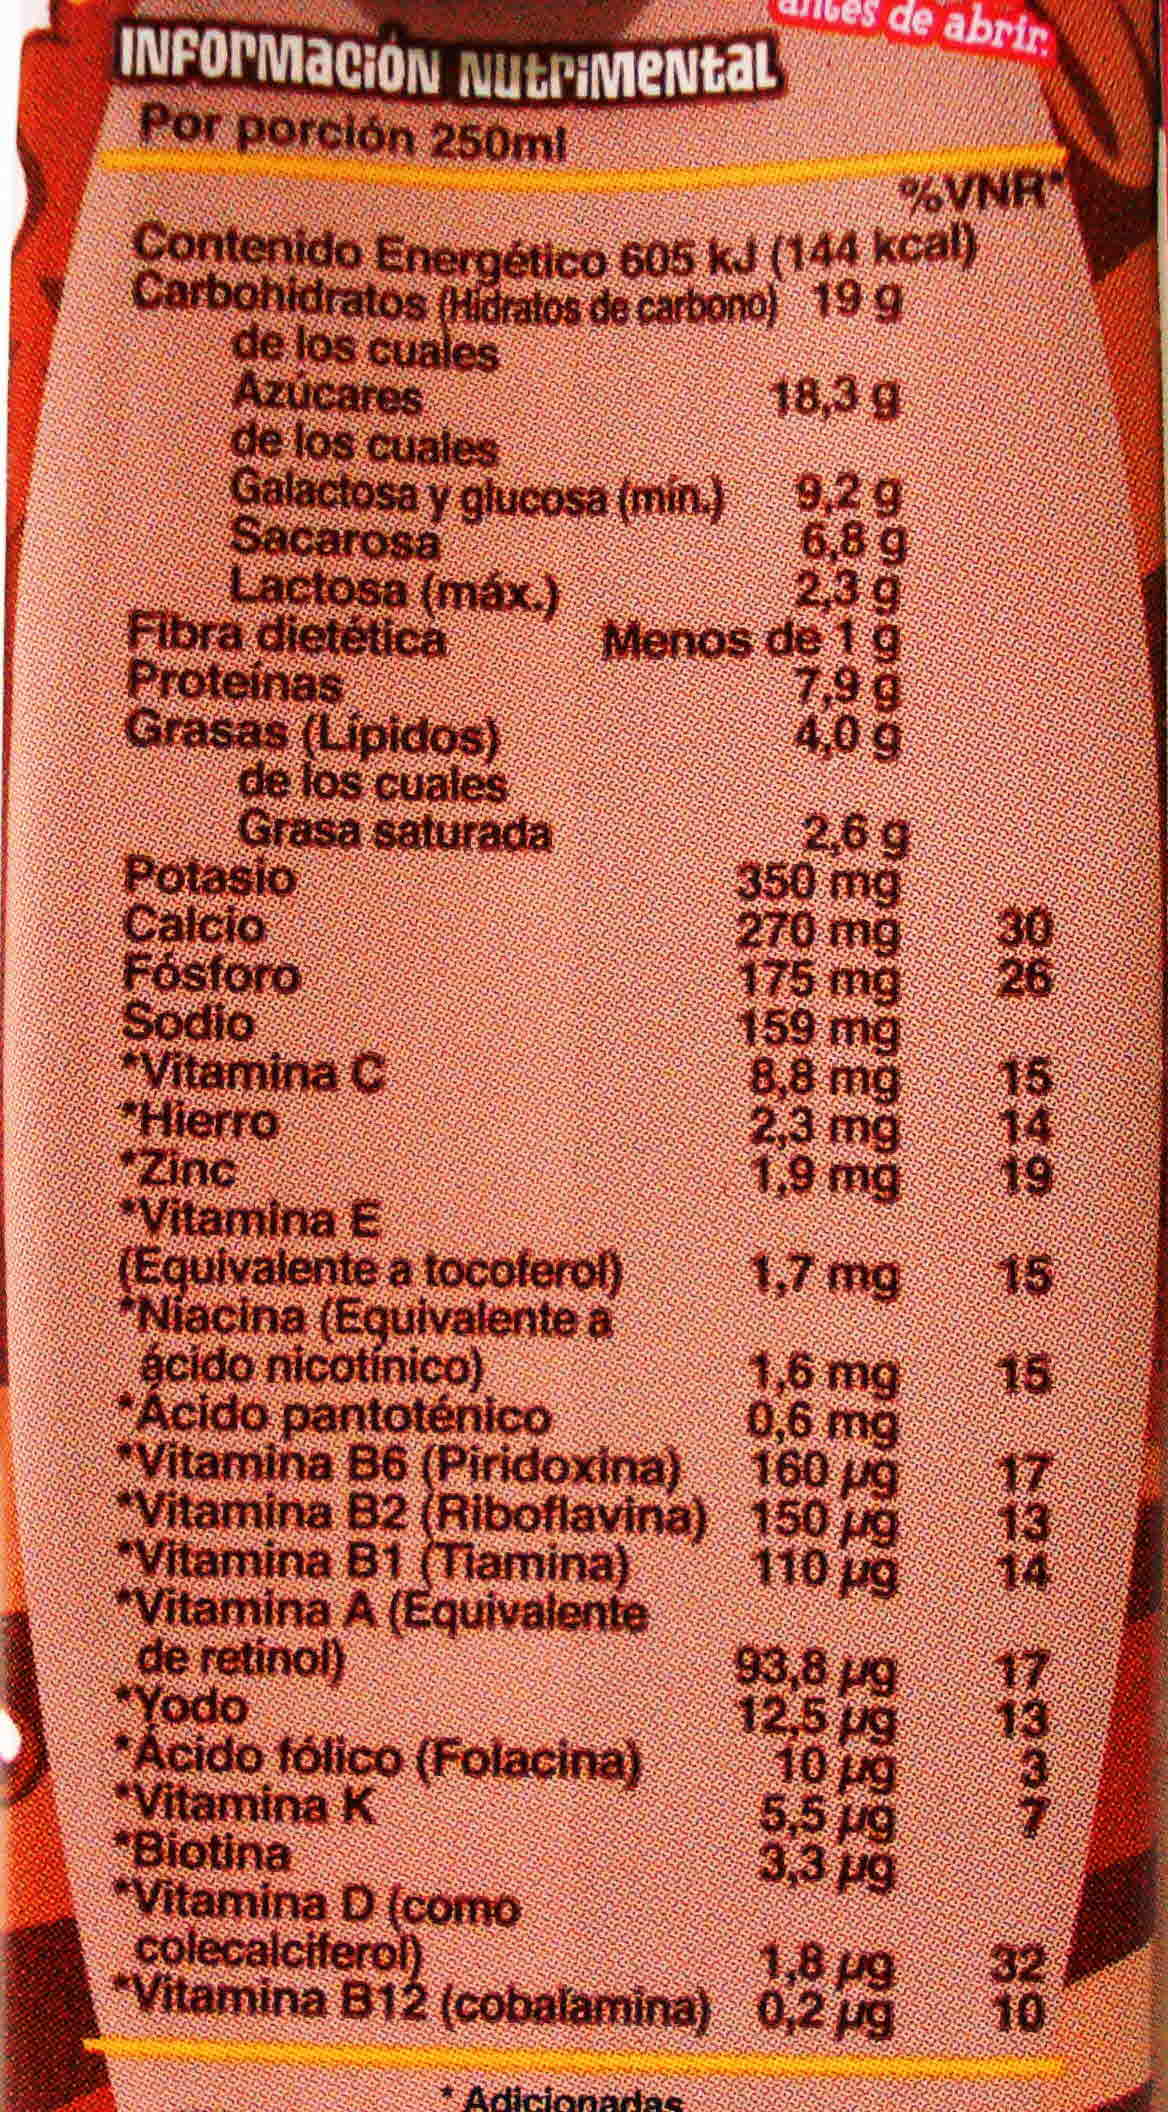 antes de abrir.
INFORMACIÓN NUTRIMENTAL
Por porción 250ml
%VNR*
Contenido Energético 605 kJ (144 kcal)
Carbohidratos (Hidratos de carbono) 19 g
de los cuales
Azúcares 18,3 g
de los cuales
Galactosa y glucosa (mín.) 9,2 g
Sacarosa 6,8 g
Lactosa (máx.) 2,3 g
Fibra dietética Menos de 1 g
Proteínas 7,9 g
Grasas (Lípidos) 4,0 g
de los cuales
Grasa saturada 2,6 g
Potasio 350 mg
Calcio 270 mg 30
Fósforo 175 mg 26
Sodio 159 mg
*Vitamina C 8,8 mg 15
*Hierro 2,3 mg 14
*Zinc 1,9 mg 19
*Vitamina E
(Equivalente a tocoferol) 1,7 mg 15
*Niacina (Equivalente a
ácido nicotínico) 1,6 mg 15
*Ácido pantoténico 0,6 mg
*Vitamina B6 (Piridoxina) 160 µg 17
*Vitamina B2 (Riboflavina) 150 µg 13
*Vitamina B1 (Tiamina) 110 µg 14
*Vitamina A (Equivalente
de retinol) 93,8 µg 17
*Yodo 12,5 µg 13
*Ácido fólico (Folacina) 10 µg 3
*Vitamina K 5,5 µg 7
*Biotina 3,3 µg
*Vitamina D (como
colecalciferol) 1,8 µg 32
*Vitamina B12 (cobalamina) 0,2 µg 10
* Adicionadas